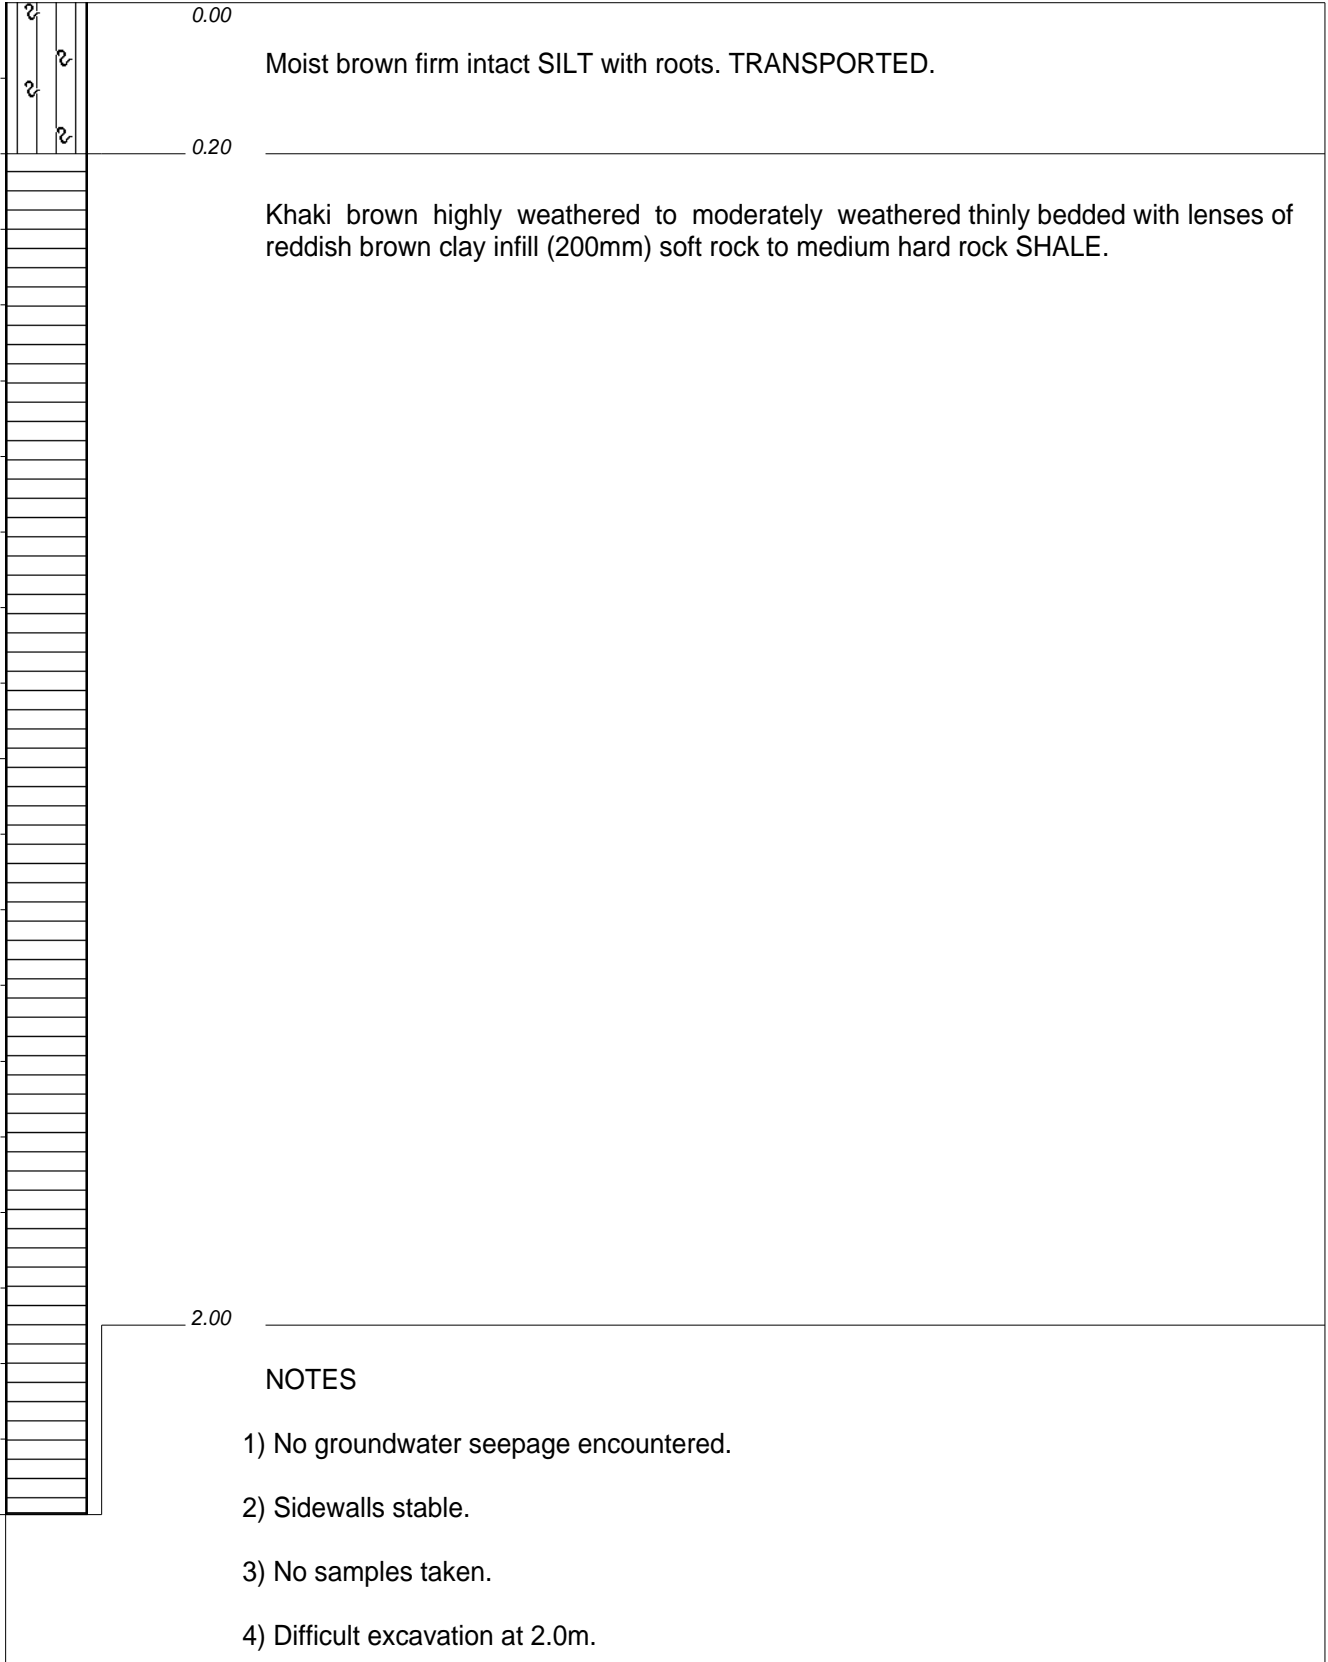 0.00
Moist brown firm intact SILT with roots. TRANSPORTED.
0.20
Khaki brown highly weathered to moderately weathered thinly bedded with lenses of
reddish brown clay infill (200mm) soft rock to medium hard rock SHALE.
2.00
NOTES
1) No groundwater seepage encountered.
2) Sidewalls stable.
3) No samples taken.
4) Difficult excavation at 2.0m.